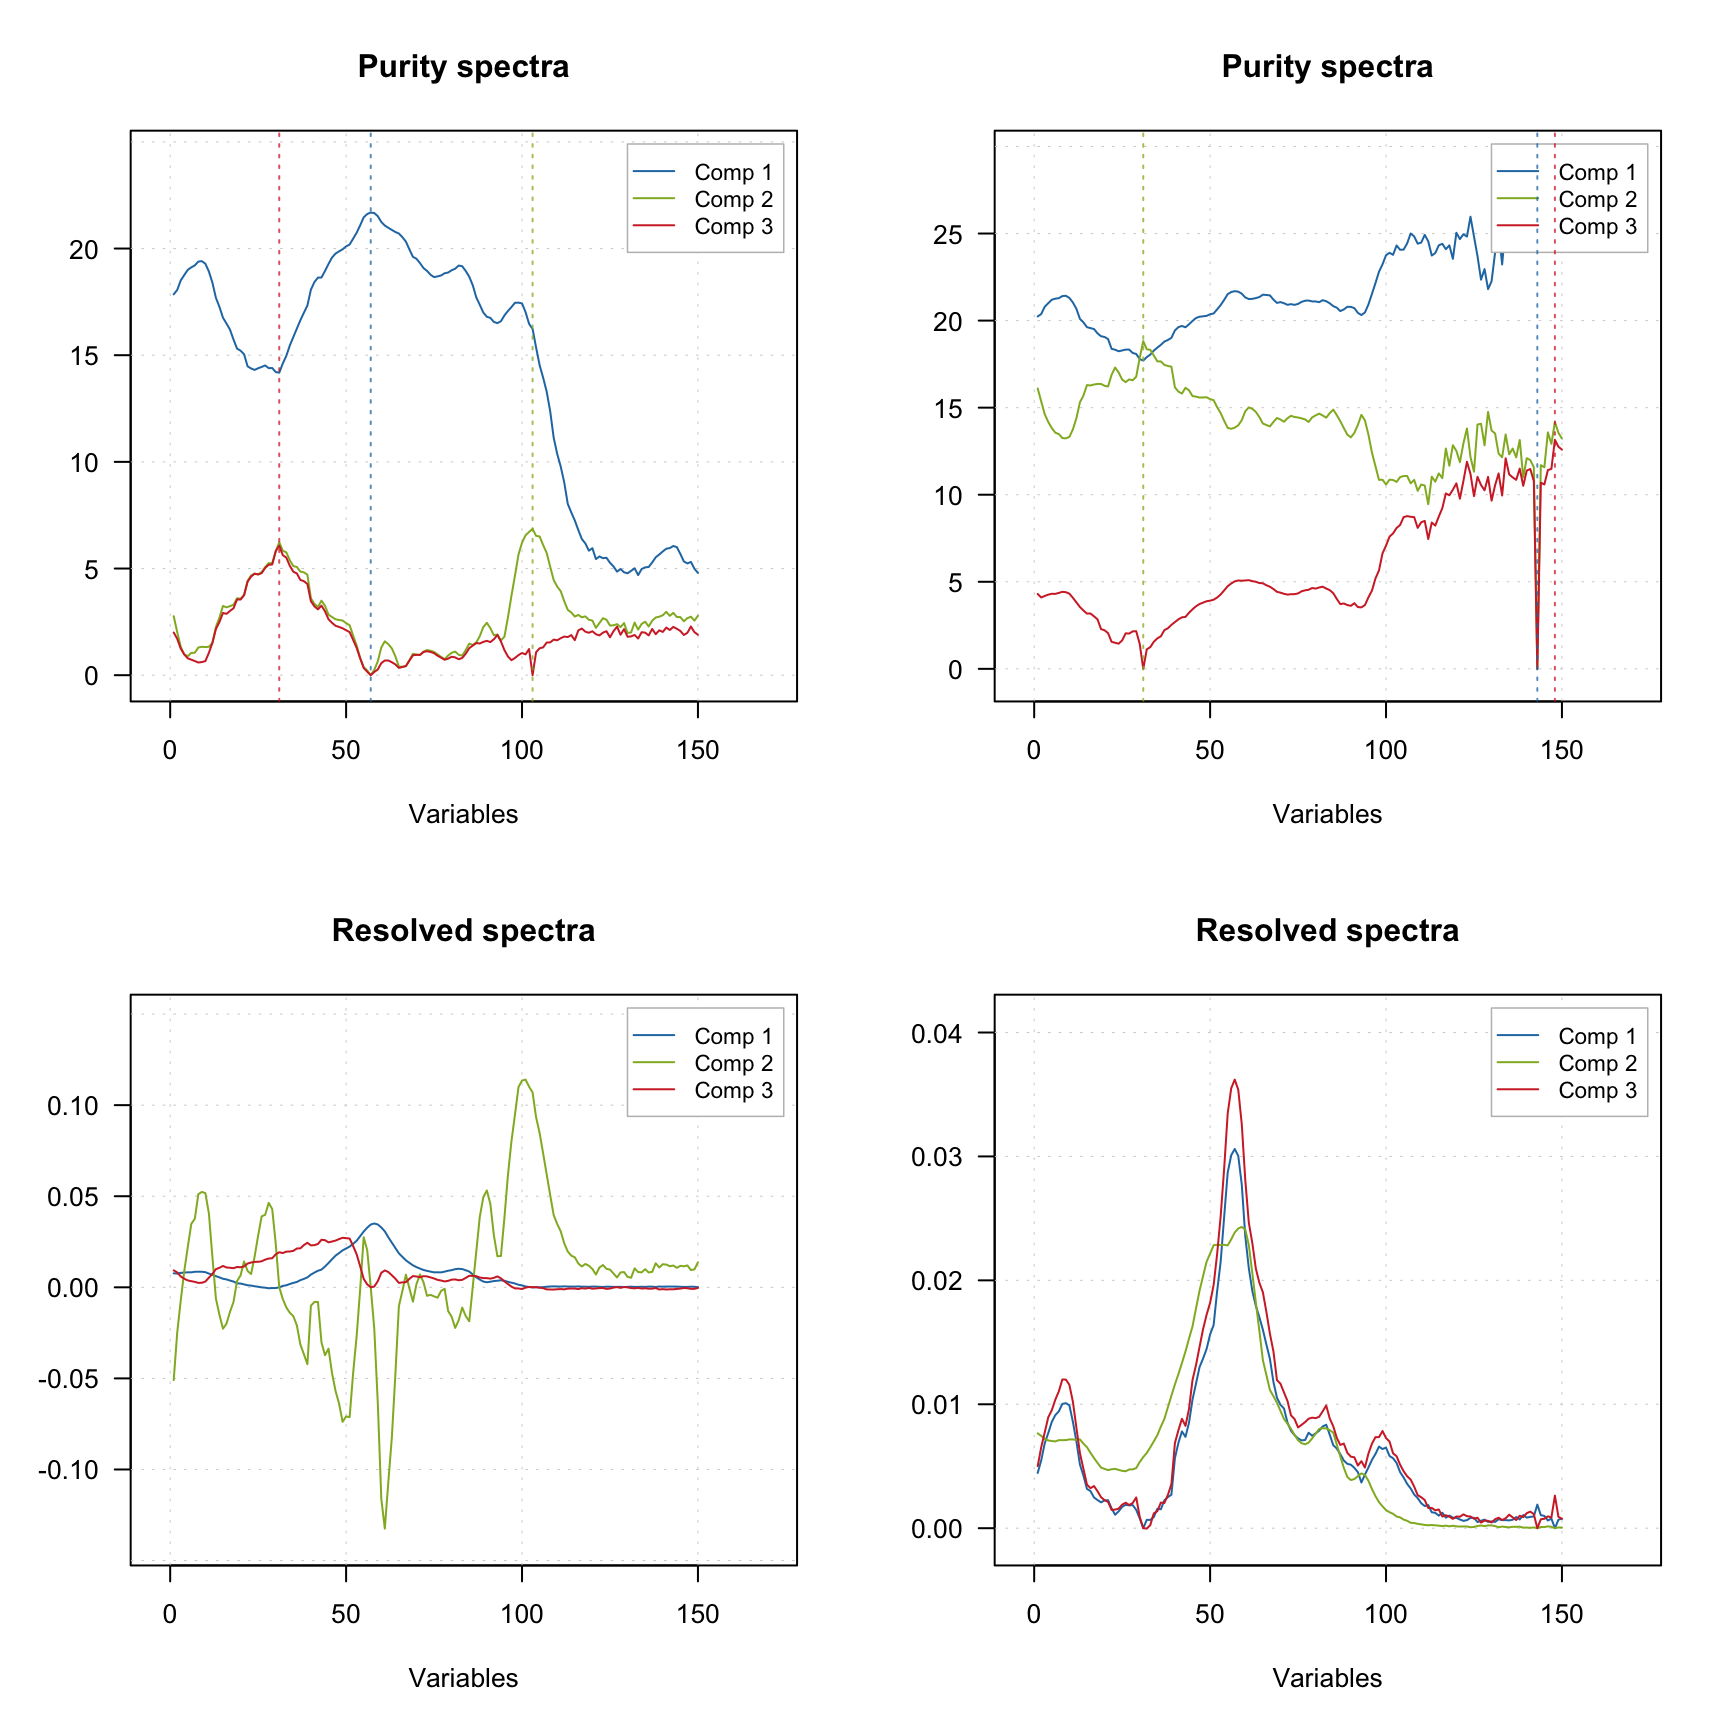 Purity spectra
Comp 1
Comp 2
Comp 3
20
15
10
5
0
0 50 100 150
Variables
Purity spectra
Comp 1
Comp 2
Comp 3
25
20
15
10
5
0
0 50 100 150
Variables
Resolved spectra
Comp 1
Comp 2
Comp 3
0.10
0.05
0.00
-0.05
-0.10
0 50 100 150
Variables
Resolved spectra
Comp 1
Comp 2
Comp 3
0.04
0.03
0.02
0.01
0.00
0 50 100 150
Variables